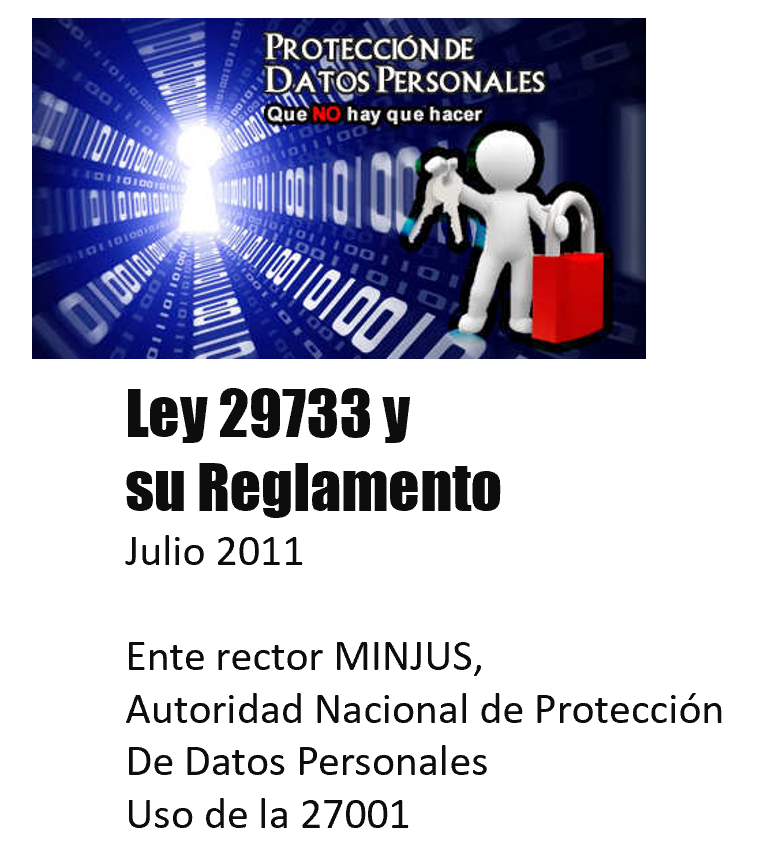 PROTECCIÓN DE
DATOS PERSONALES
Que NO hay que hacer
Ley 29733 y
su Reglamento
Julio 2011
Ente rector MINJUS,
Autoridad Nacional de Protección
De Datos Personales
Uso de la 27001